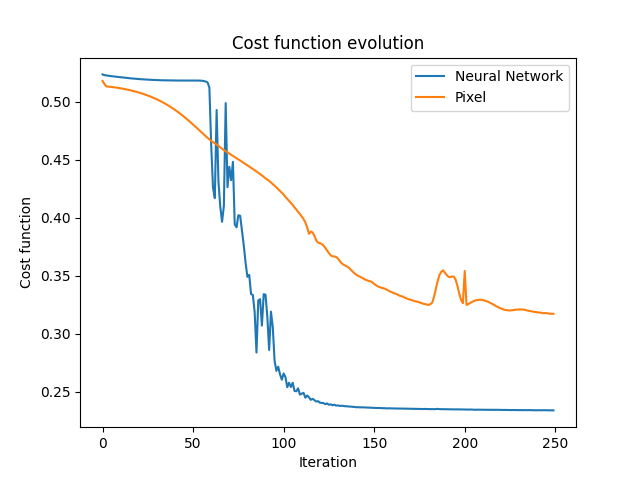 Cost function evolution
Neural Network
Pixel
Cost function
0.50
0.45
0.40
0.35
0.30
0.25
0 50 100 150 200 250
Iteration